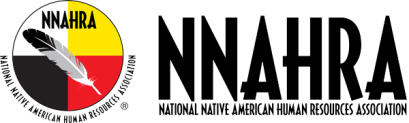 NNAHRA
NATIONAL NATIVE AMERICAN HUMAN RESOURCES ASSOCIATION
®
NNAHRA
NATIONAL NATIVE AMERICAN HUMAN RESOURCES ASSOCIATION